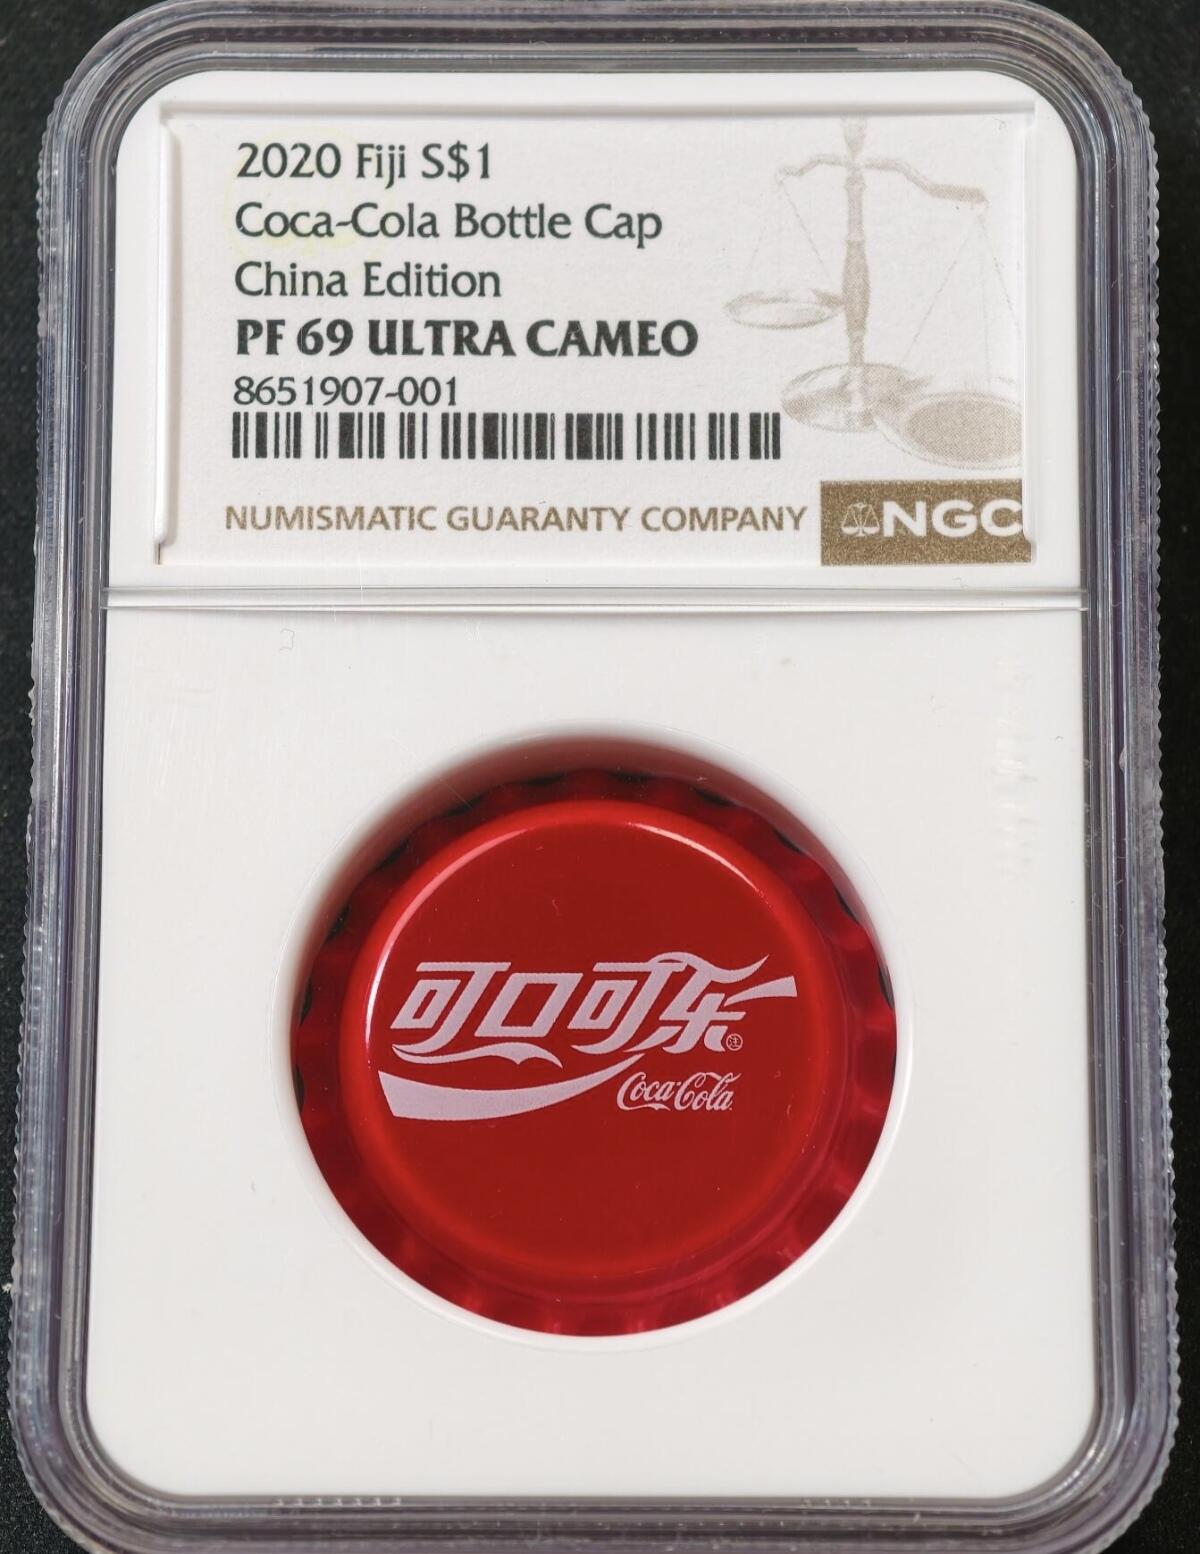 2020 Fiji S$1
Coca-Cola Bottle Cap
China Edition
PF 69 ULTRA CAMEO
8651907-001
NUMISMATIC GUARANTY COMPANY
NGC
可口可乐
Coca-Cola